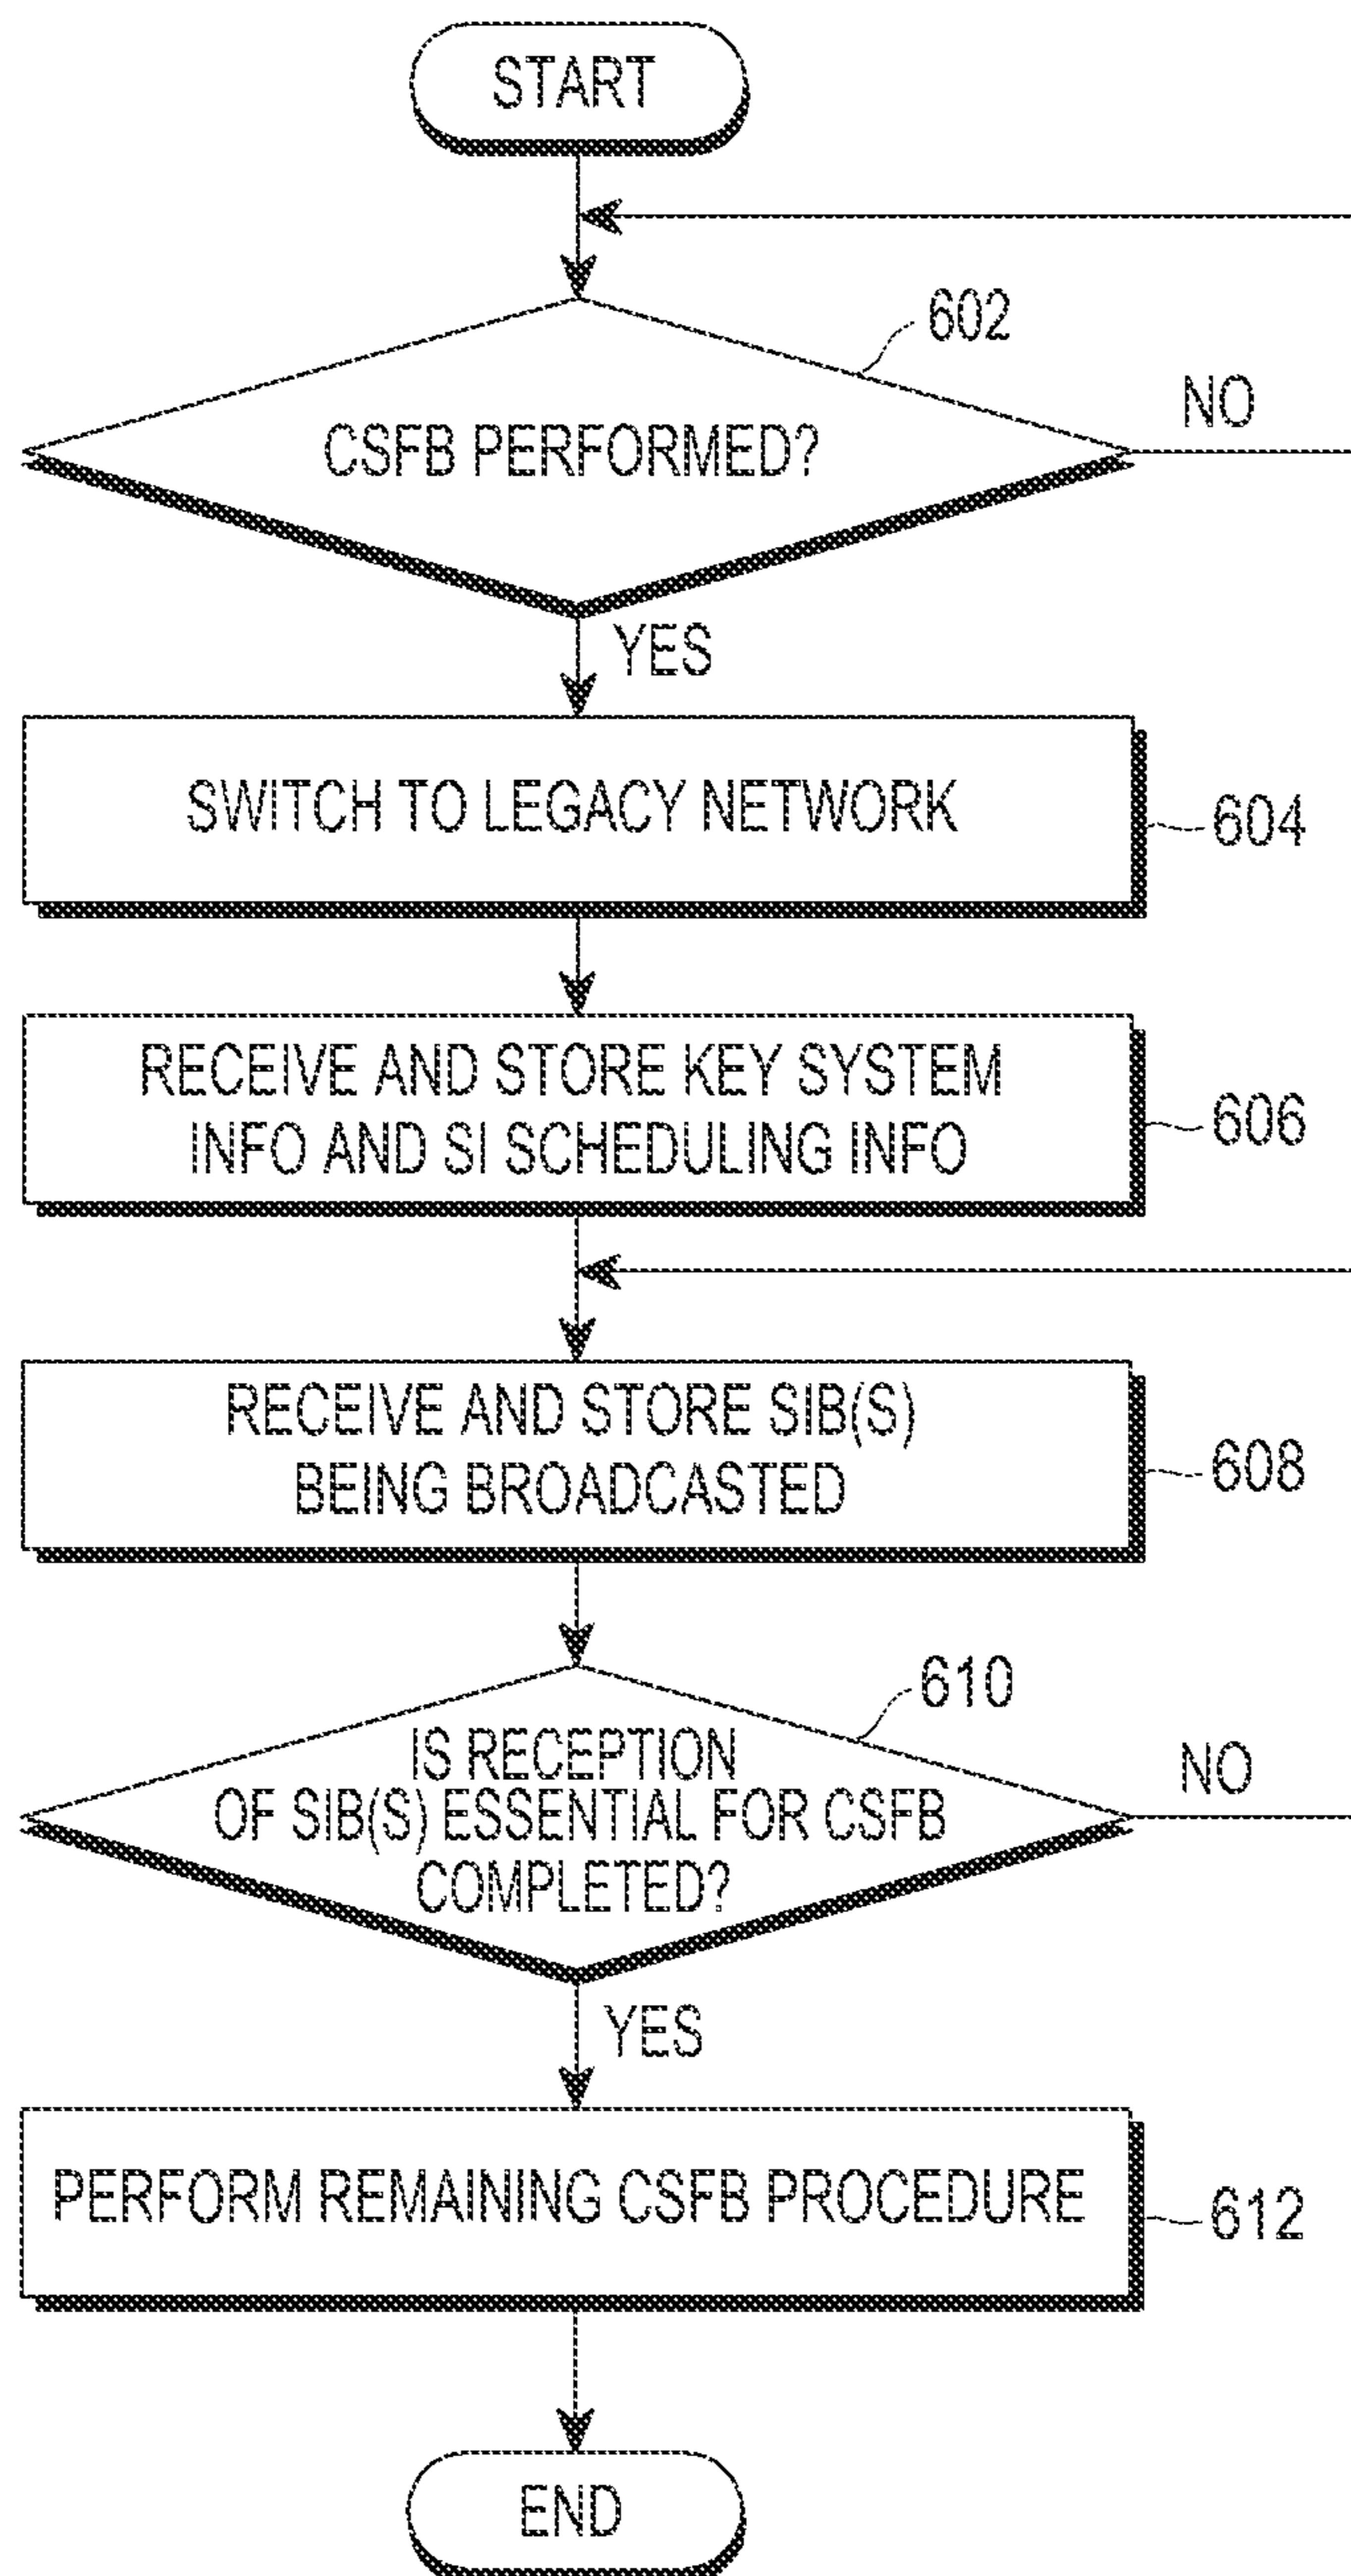 START
602
CSFB PERFORMED?
NO
YES
SWITCH TO LEGACY NETWORK
604
RECEIVE AND STORE KEY SYSTEM
INFO AND SI SCHEDULING INFO
606
RECEIVE AND STORE SIB(S)
BEING BROADCASTED
608
610
IS RECEPTION
OF SIB(S) ESSENTIAL FOR CSFB
COMPLETED?
NO
YES
PERFORM REMAINING CSFB PROCEDURE
612
END